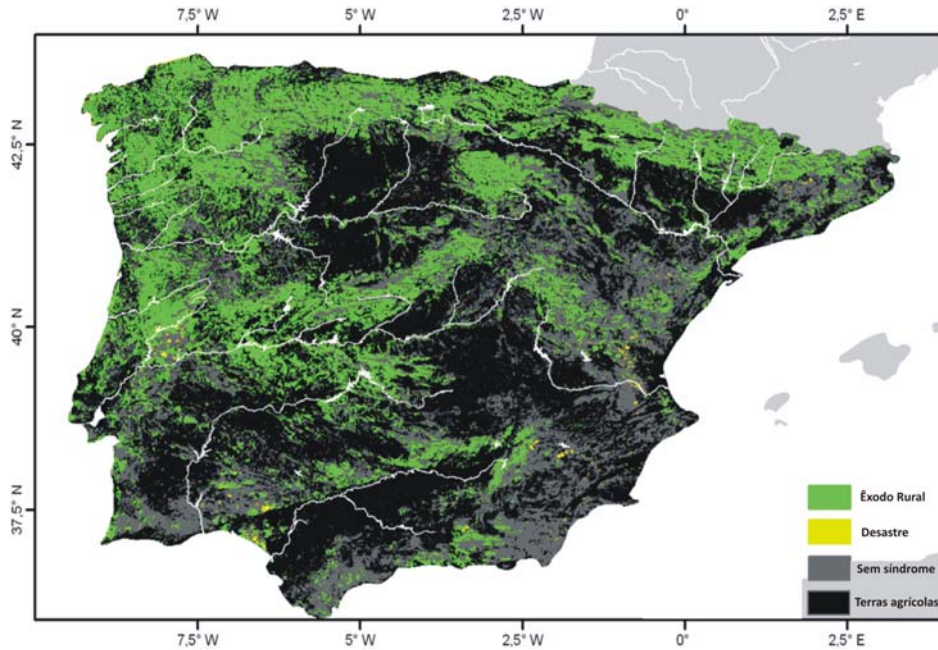 7,5° W 5° W 2,5° W 0° 2,5° E
42,5° N
40° N
37,5° N
Êxodo Rural
Desastre
Sem síndrome
Terras agrícolas
7,5° W 5° W 2,5° W 0° 2,5° E